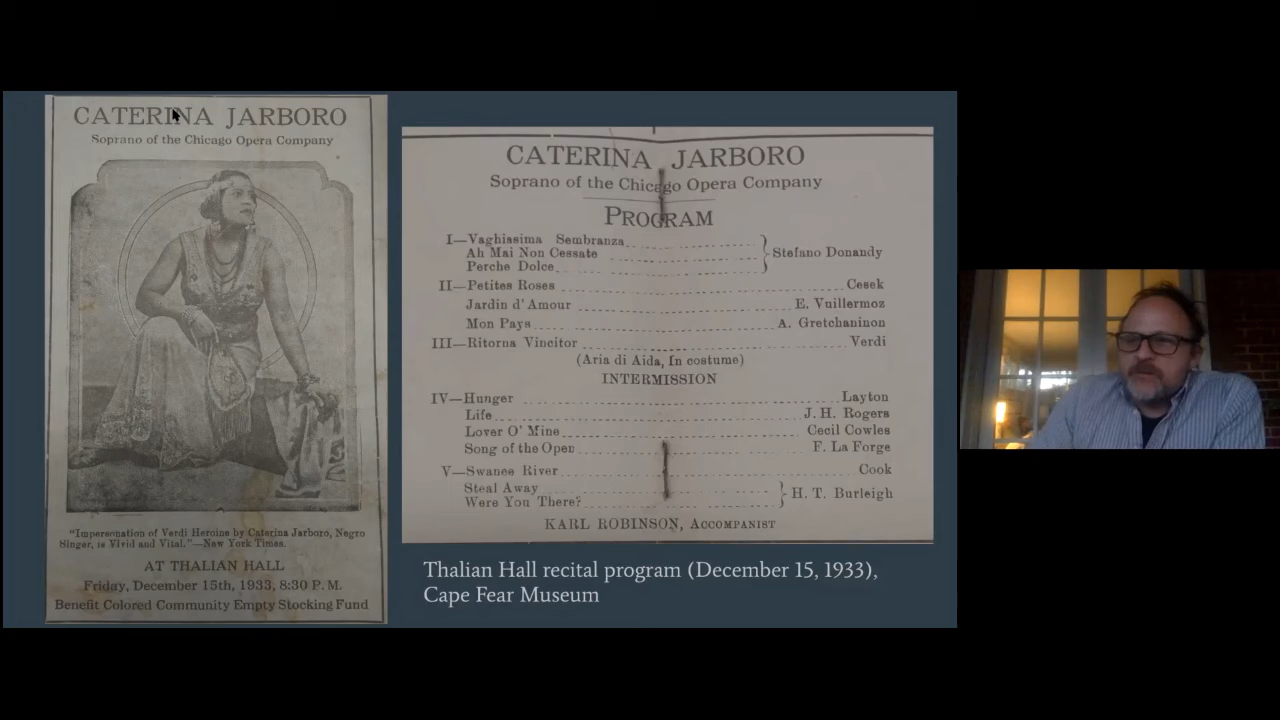 CATERINA JARBORO
Soprano of the Chicago Opera Company
"Impersonation of Verdi Heroine by Caterina Jarboro, Negro
Singer, is Vivid and Vital."—New York Times.
AT THALIAN HALL
Friday, December 15th, 1933, 8:30 P. M.
Benefit Colored Community Empty Stocking Fund
CATERINA JARBORO
Soprano of the Chicago Opera Company
PROGRAM
I—Vaghissima Sembranza
Ah Mai Non Cessate
Perche Dolce
Stefano Donandy
II—Petites Roses Cesek
Jardin d' Amour E. Vuillermoz
Mon Pays A. Gretchaninon
III—Ritorna Vincitor Verdi
(Aria di Aida, In costume)
INTERMISSION
IV—Hunger Layton
Life J. H. Rogers
Lover O' Mine Cecil Cowles
Song of the Open F. La Forge
V—Swanee River Cook
Steal Away
Were You There?
H. T. Burleigh
KARL ROBINSON, ACCOMPANIST
Thalian Hall recital program (December 15, 1933),
Cape Fear Museum